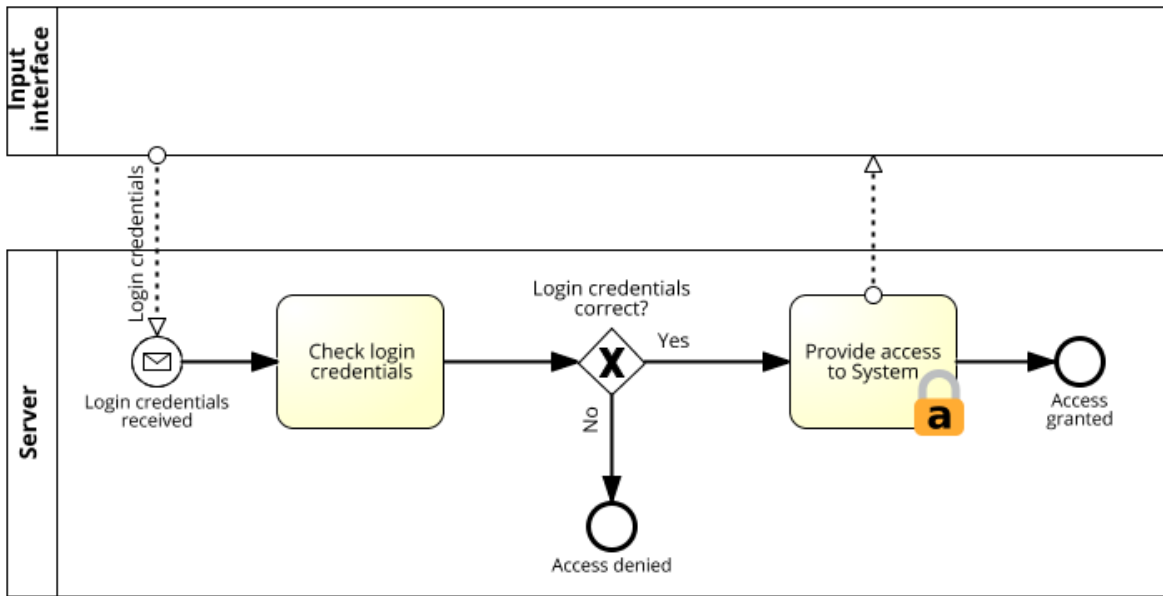 Input
interface
Login credentials
Server
Login credentials
received
Check login
credentials
Login credentials
correct?
Yes
No
Access denied
Provide access
to System
a
Access
granted